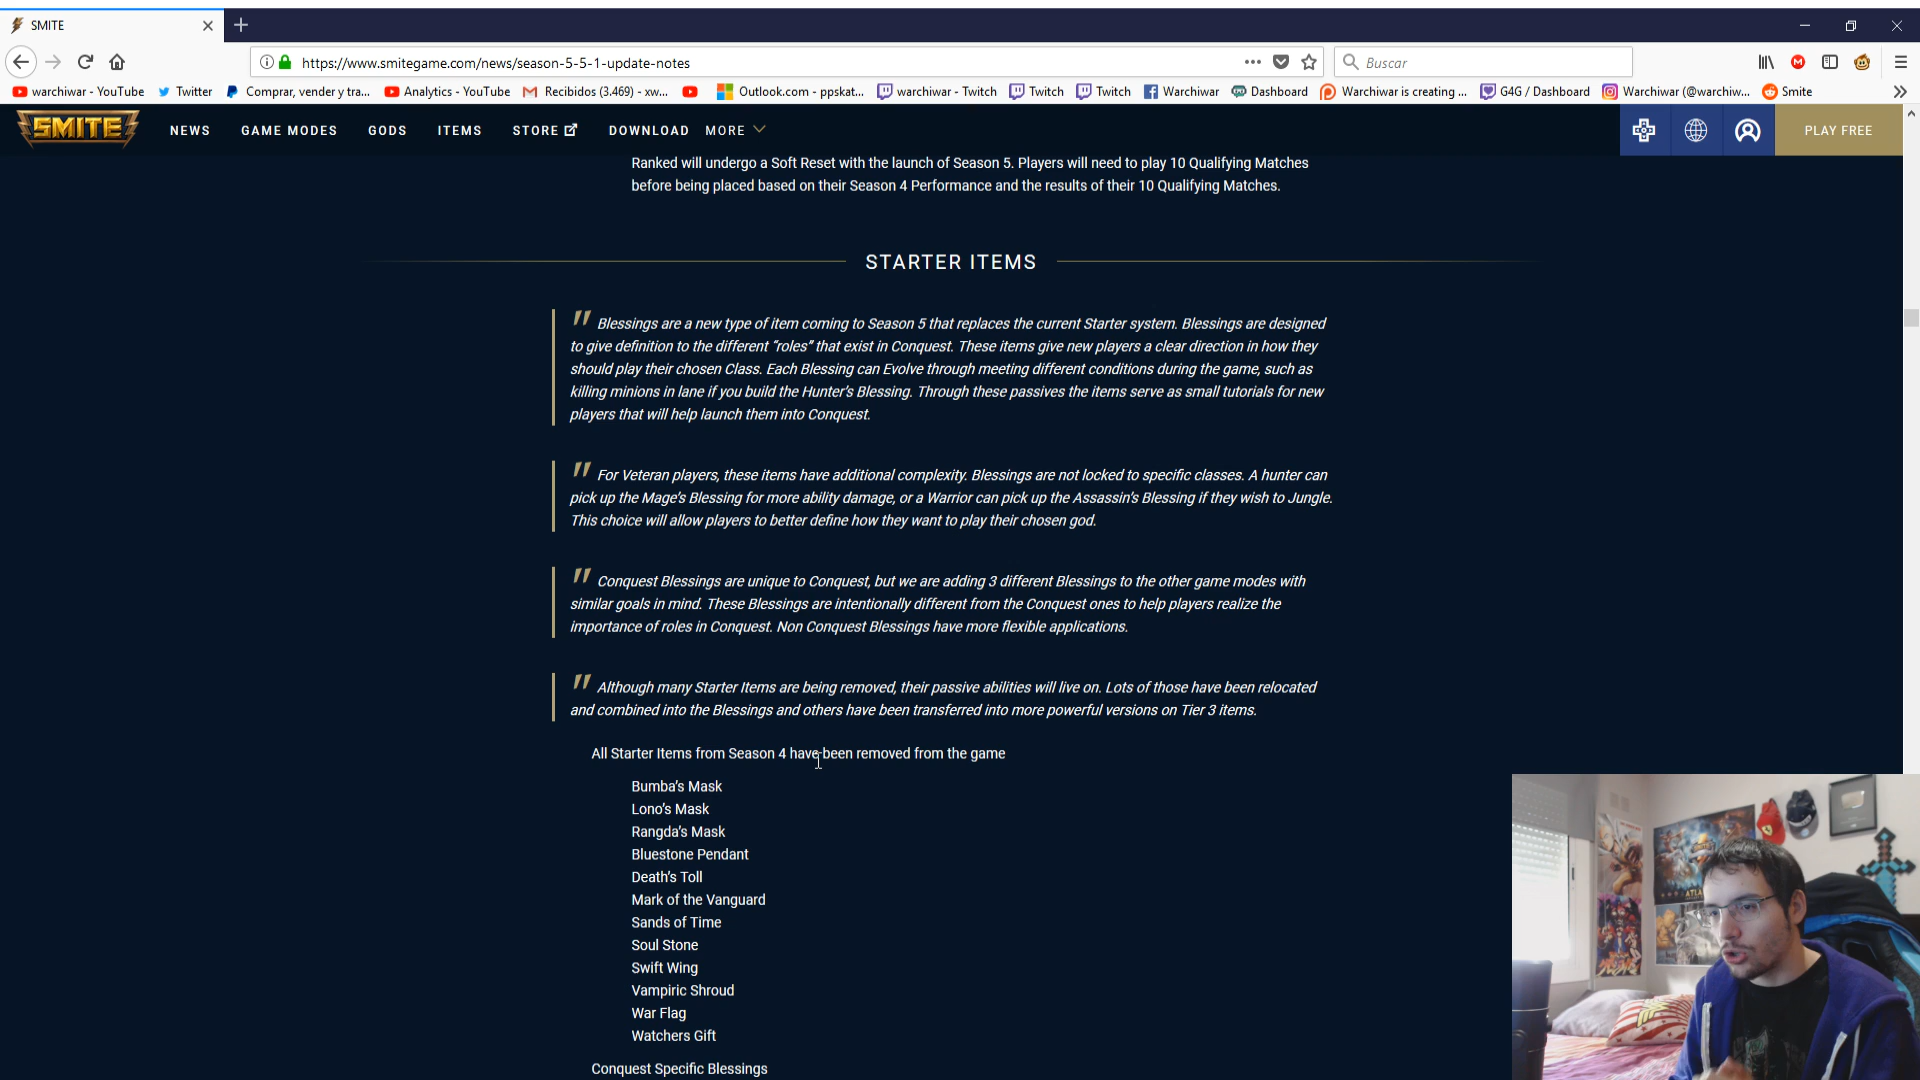 SMITE
https://www.smitegame.com/news/season-5-5-1-update-notes
Buscar
warchiwar - YouTube
Twitter
Comprar, vender y tra...
Analytics - YouTube
Recibidos (3.469) - xw...
Outlook.com - ppskat...
warchiwar - Twitch
Twitch
Twitch
Warchiwar
Dashboard
Warchiwar is creating ...
G4G / Dashboard
Warchiwar (@warchiw...
Smite
SMITE
NEWS
GAME MODES
GODS
ITEMS
STORE
DOWNLOAD
MORE
PLAY FREE
Ranked will undergo a Soft Reset with the launch of Season 5. Players will need to play 10 Qualifying Matches
before being placed based on their Season 4 Performance and the results of their 10 Qualifying Matches.
STARTER ITEMS
" Blessings are a new type of item coming to Season 5 that replaces the current Starter system. Blessings are designed
to give definition to the different “roles” that exist in Conquest. These items give new players a clear direction in how they
should play their chosen Class. Each Blessing can Evolve through meeting different conditions during the game, such as
killing minions in lane if you build the Hunter’s Blessing. Through these passives the items serve as small tutorials for new
players that will help launch them into Conquest.
" For Veteran players, these items have additional complexity. Blessings are not locked to specific classes. A hunter can
pick up the Mage’s Blessing for more ability damage, or a Warrior can pick up the Assassin’s Blessing if they wish to Jungle.
This choice will allow players to better define how they want to play their chosen god.
" Conquest Blessings are unique to Conquest, but we are adding 3 different Blessings to the other game modes with
similar goals in mind. These Blessings are intentionally different from the Conquest ones to help players realize the
importance of roles in Conquest. Non Conquest Blessings have more flexible applications.
" Although many Starter Items are being removed, their passive abilities will live on. Lots of those have been relocated
and combined into the Blessings and others have been transferred into more powerful versions on Tier 3 items.
All Starter Items from Season 4 have been removed from the game
Bumba’s Mask
Lono’s Mask
Rangda’s Mask
Bluestone Pendant
Death’s Toll
Mark of the Vanguard
Sands of Time
Soul Stone
Swift Wing
Vampiric Shroud
War Flag
Watchers Gift
Conquest Specific Blessings